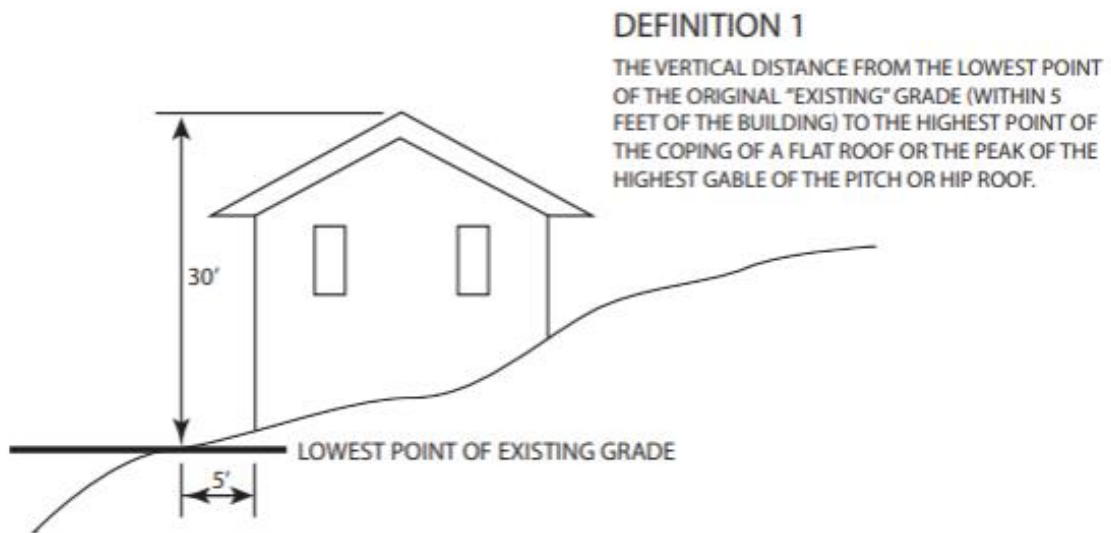 DEFINITION 1
THE VERTICAL DISTANCE FROM THE LOWEST POINT
OF THE ORIGINAL "EXISTING" GRADE (WITHIN 5
FEET OF THE BUILDING) TO THE HIGHEST POINT OF
THE COPING OF A FLAT ROOF OR THE PEAK OF THE
HIGHEST GABLE OF THE PITCH OR HIP ROOF.
30'
LOWEST POINT OF EXISTING GRADE
5'